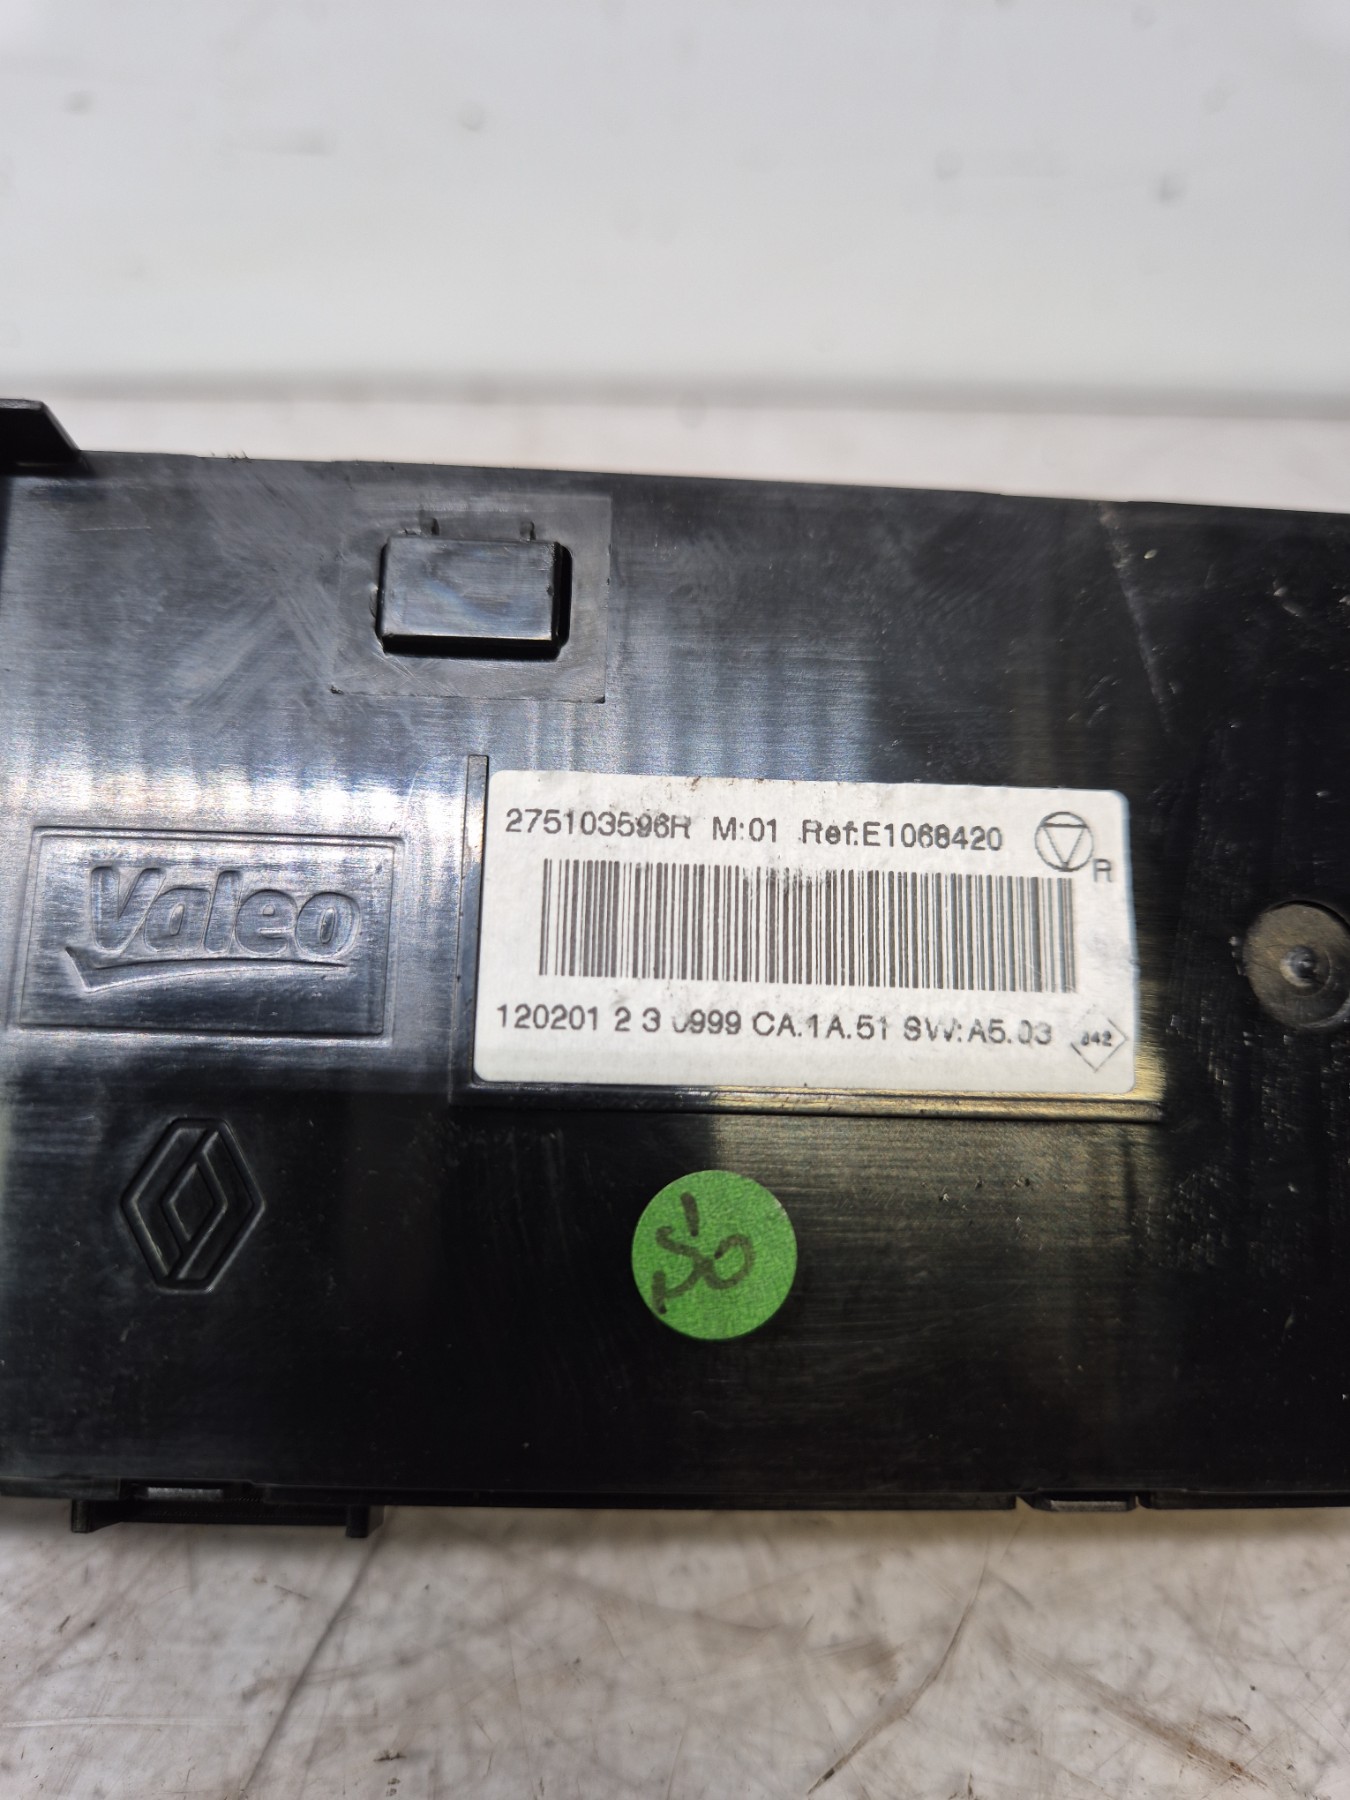 275103596R M:01 Ref.E1068420
R
Valeo
120201 2 3 0999 CA.1A.51 SW:A5.03